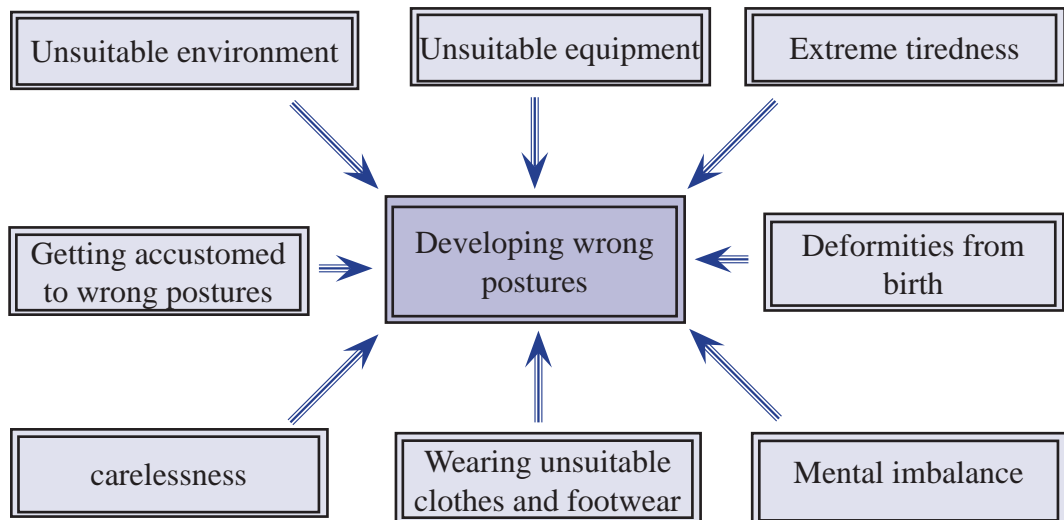 Unsuitable environment
Unsuitable equipment
Extreme tiredness
Getting accustomed
to wrong postures
Developing wrong
postures
Deformities from
birth
carelessness
Wearing unsuitable
clothes and footwear
Mental imbalance